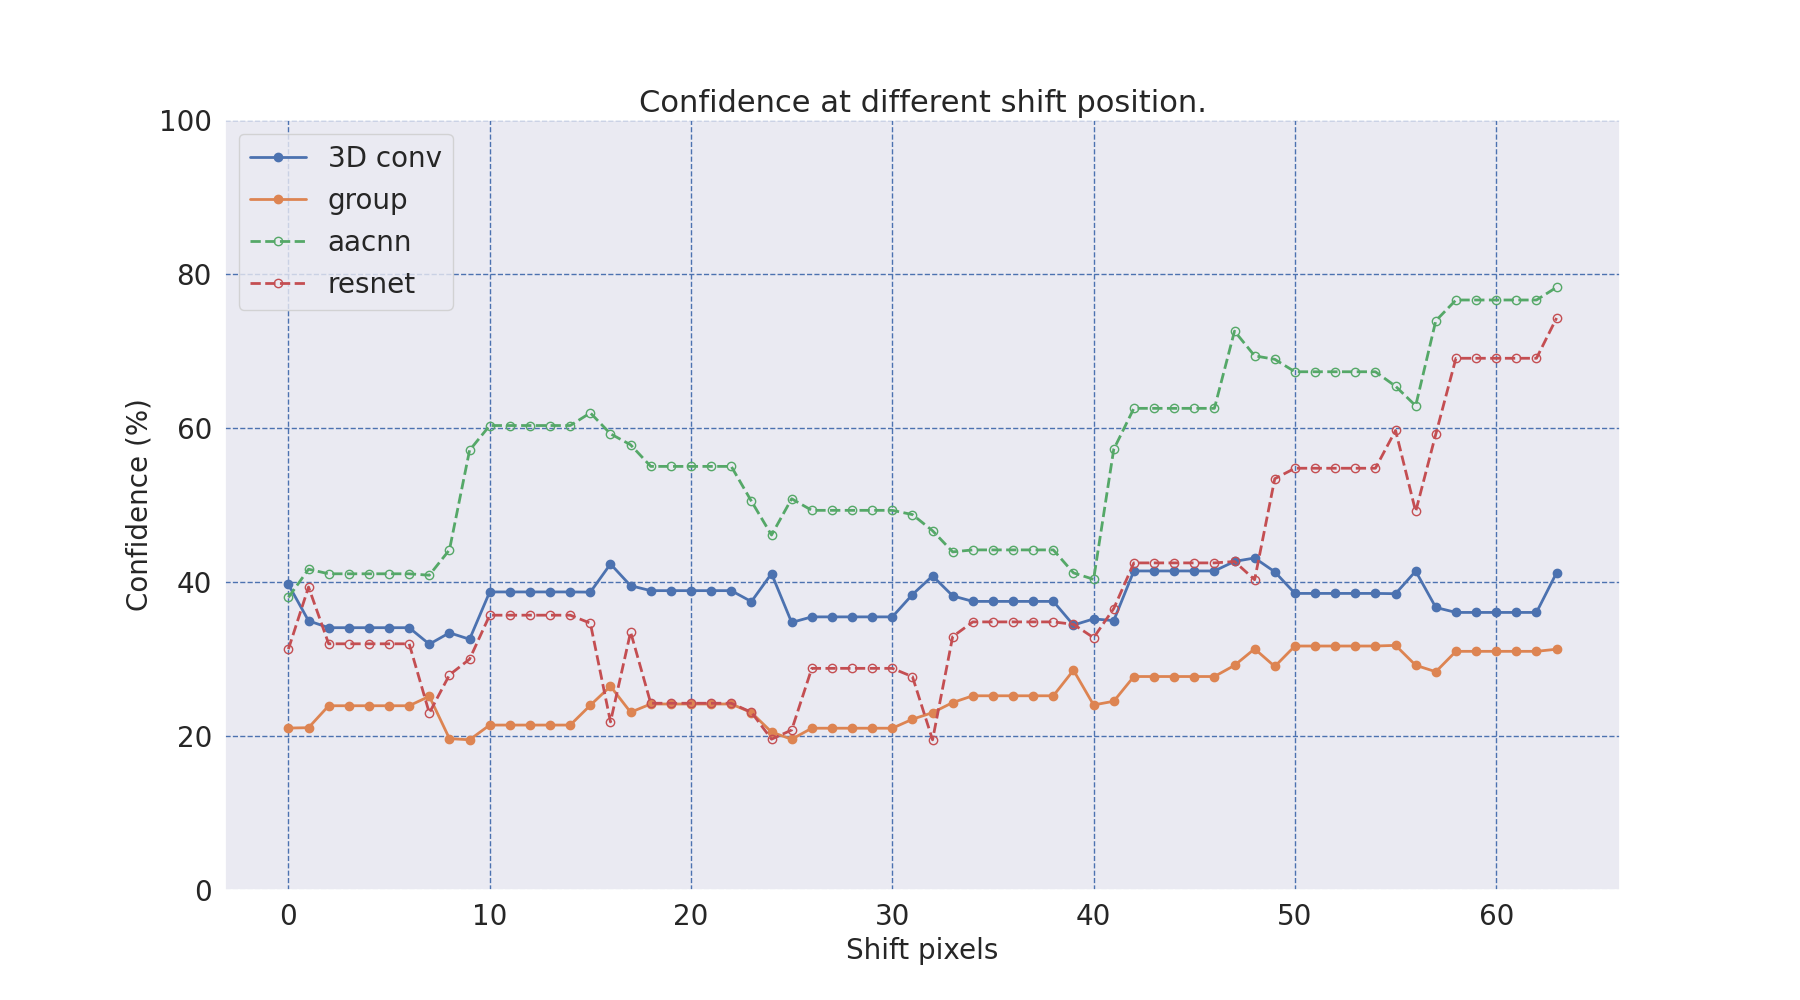 Confidence at different shift position.
100
80
60
40
20
0
Confidence (%)
3D conv
group
aacnn
resnet
0 10 20 30 40 50 60
Shift pixels